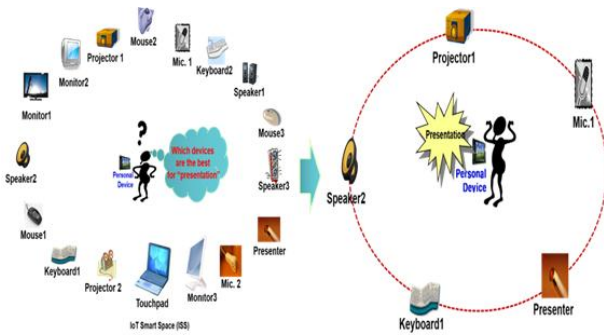 Mouse2
Projector 1
Mic. 1
Monitor2
Keyboard2
Speaker1
Monitor1
Mouse3
Which devices
are the best
for "presentation"
Personal
Device
Speaker2
Speaker3
Mouse1
Presenter
Keyboard1
Projector 2
Touchpad
Monitor3
Mic. 2
IoT Smart Space (ISS)
Projector1
Mic.1
Presentation
Personal
Device
Speaker2
Presenter
Keyboard1